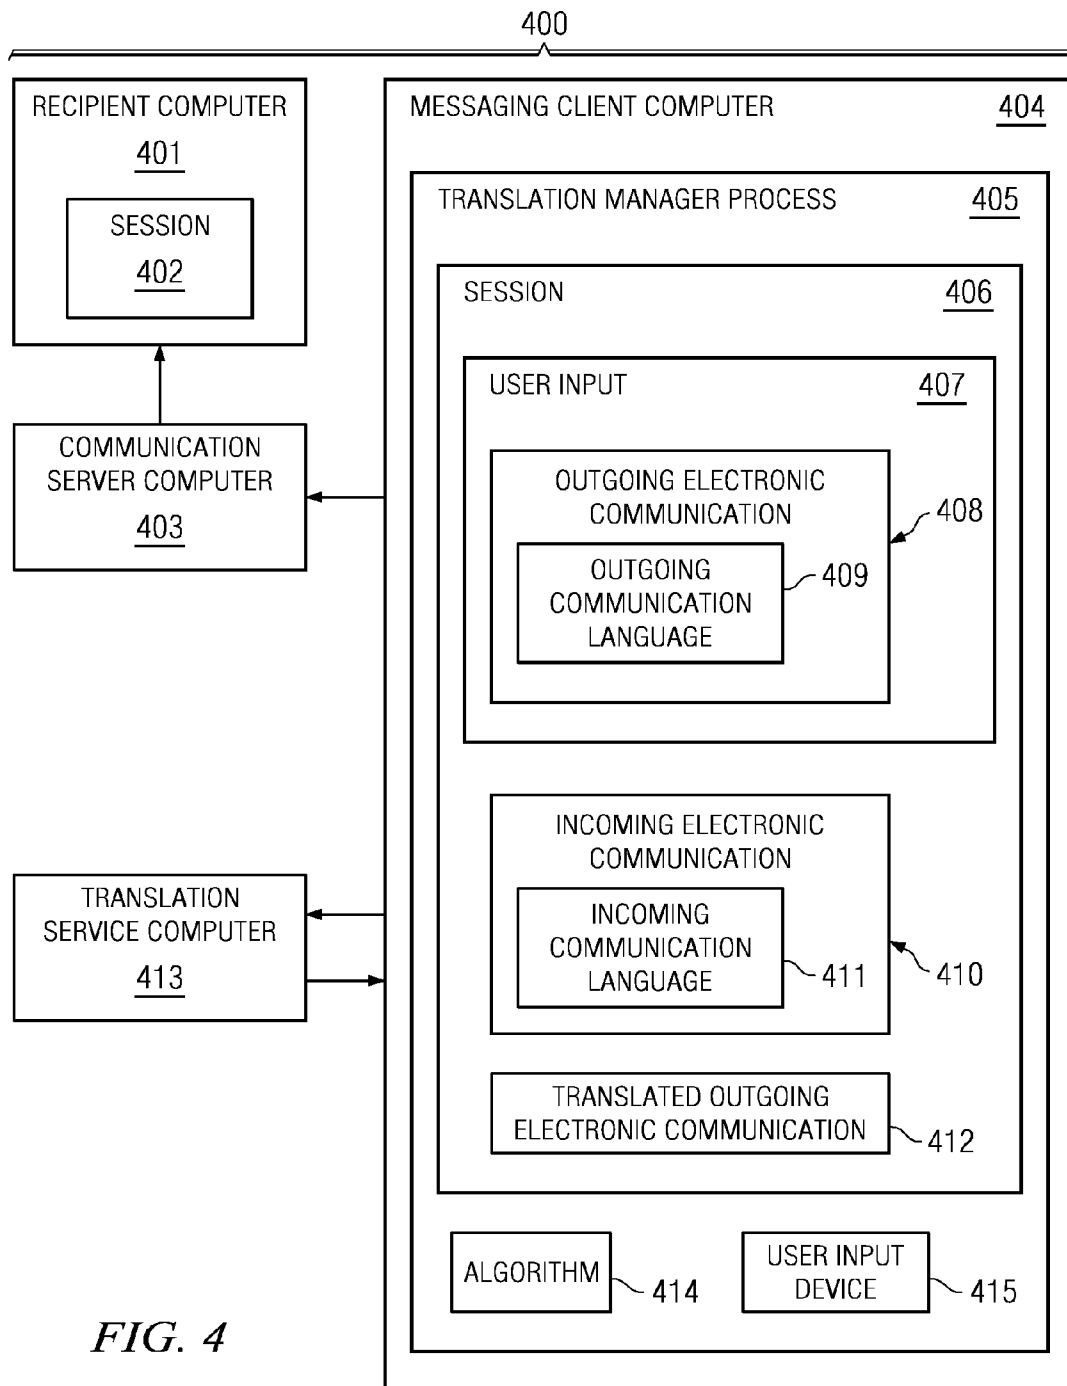 400
RECIPIENT COMPUTER
401
SESSION
402
COMMUNICATION
SERVER COMPUTER
403
TRANSLATION
SERVICE COMPUTER
413
MESSAGING CLIENT COMPUTER
404
TRANSLATION MANAGER PROCESS
405
SESSION
406
USER INPUT
407
OUTGOING ELECTRONIC
COMMUNICATION
408
OUTGOING
COMMUNICATION
LANGUAGE
409
INCOMING ELECTRONIC
COMMUNICATION
410
INCOMING
COMMUNICATION
LANGUAGE
411
TRANSLATED OUTGOING
ELECTRONIC COMMUNICATION
412
ALGORITHM
414
USER INPUT
DEVICE
415
FIG. 4